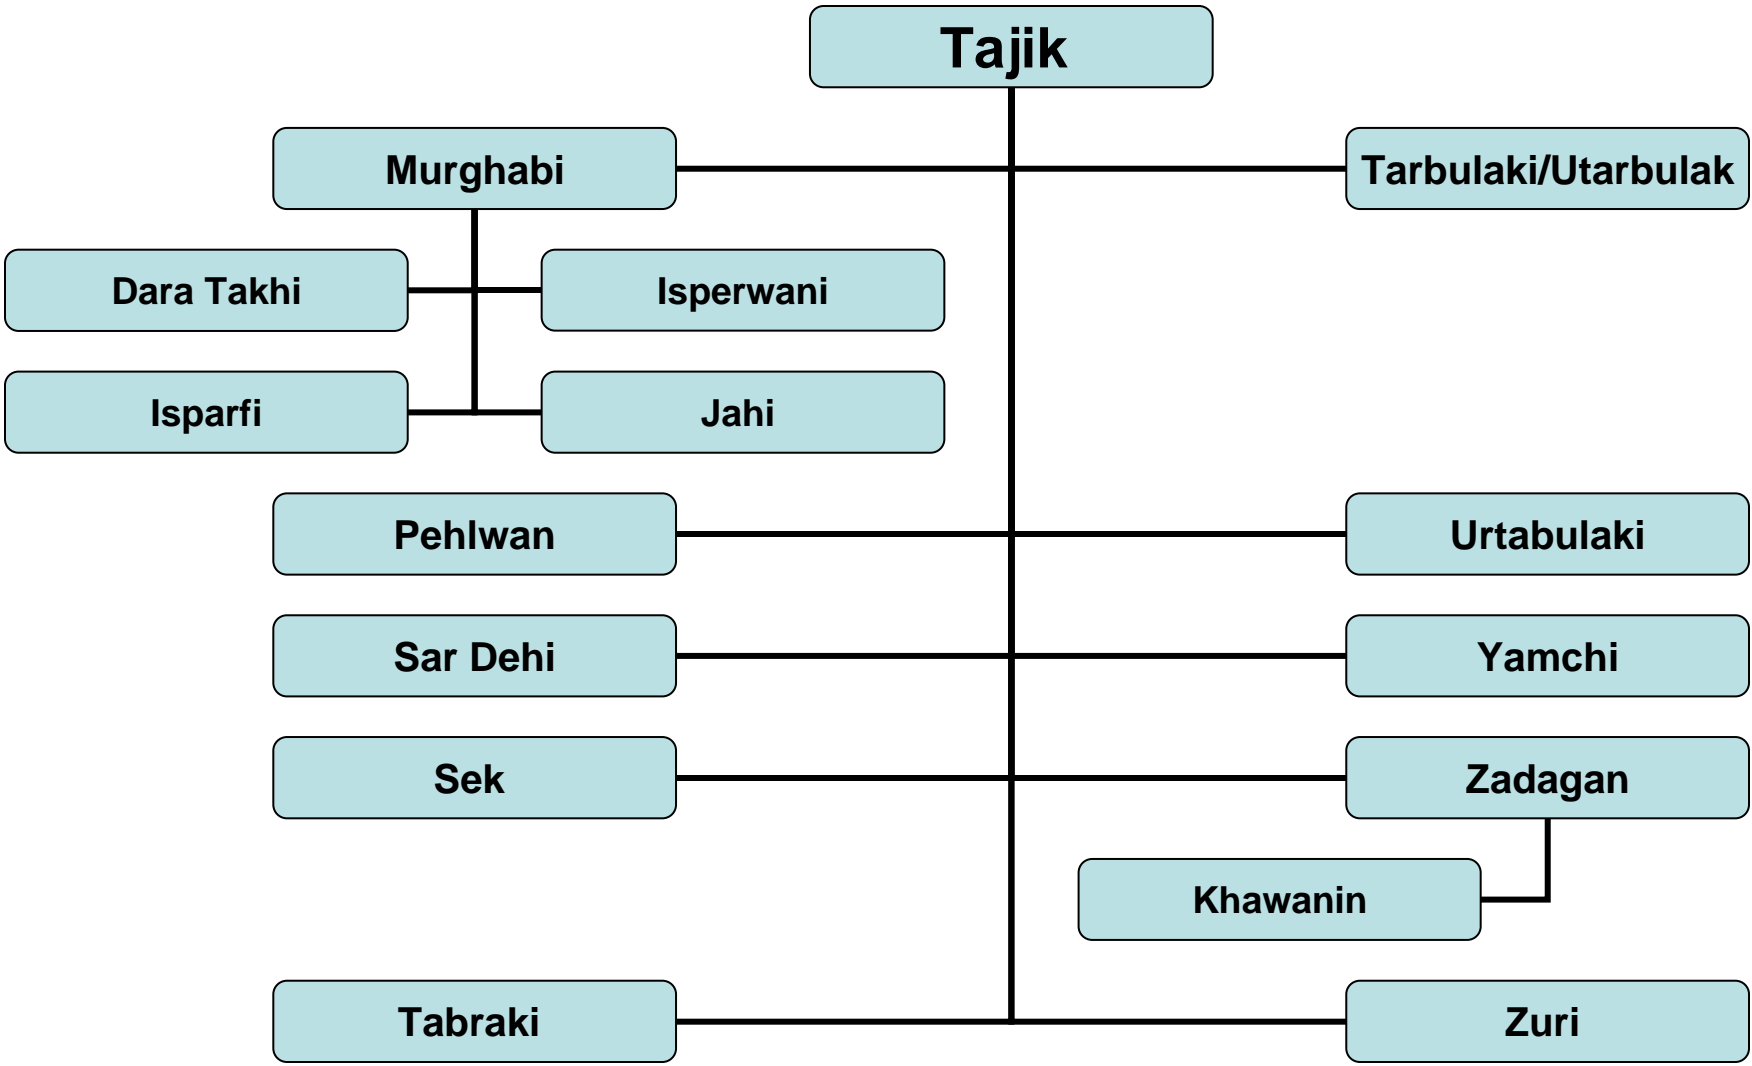 Tajik
Murghabi
Tarbulaki/Utarbulak
Dara Takhi
Isperwani
Isparfi
Jahi
Pehlwan
Urtabulaki
Sar Dehi
Yamchi
Sek
Zadagan
Khawanin
Tabraki
Zuri